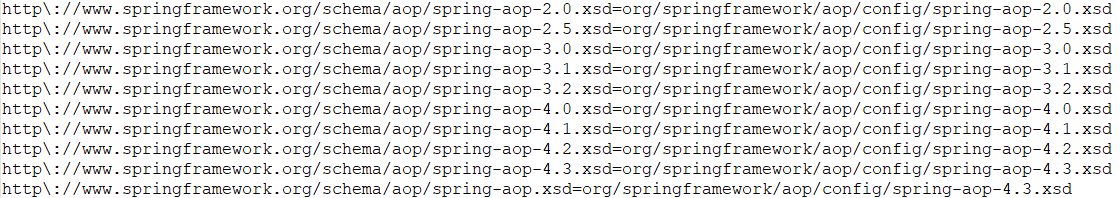 http\://www.springframework.org/schema/aop/spring-aop-2.0.xsd=org/springframework/aop/config/spring-aop-2.0.xsd
http\://www.springframework.org/schema/aop/spring-aop-2.5.xsd=org/springframework/aop/config/spring-aop-2.5.xsd
http\://www.springframework.org/schema/aop/spring-aop-3.0.xsd=org/springframework/aop/config/spring-aop-3.0.xsd
http\://www.springframework.org/schema/aop/spring-aop-3.1.xsd=org/springframework/aop/config/spring-aop-3.1.xsd
http\://www.springframework.org/schema/aop/spring-aop-3.2.xsd=org/springframework/aop/config/spring-aop-3.2.xsd
http\://www.springframework.org/schema/aop/spring-aop-4.0.xsd=org/springframework/aop/config/spring-aop-4.0.xsd
http\://www.springframework.org/schema/aop/spring-aop-4.1.xsd=org/springframework/aop/config/spring-aop-4.1.xsd
http\://www.springframework.org/schema/aop/spring-aop-4.2.xsd=org/springframework/aop/config/spring-aop-4.2.xsd
http\://www.springframework.org/schema/aop/spring-aop-4.3.xsd=org/springframework/aop/config/spring-aop-4.3.xsd
http\://www.springframework.org/schema/aop/spring-aop.xsd=org/springframework/aop/config/spring-aop-4.3.xsd